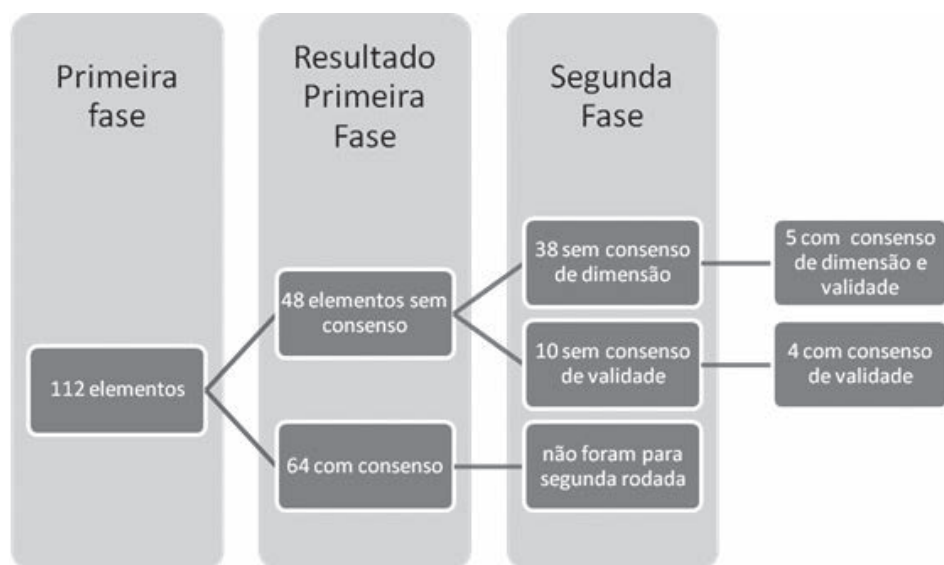 Primeira
fase
Resultado
Primeira
Fase
Segunda
Fase
112 elementos
48 elementos sem
consenso
64 com consenso
38 sem consenso
de dimensão
10 sem consenso
de validade
não foram para
segunda rodada
5 com consenso
de dimensão e
validade
4 com consenso
de validade